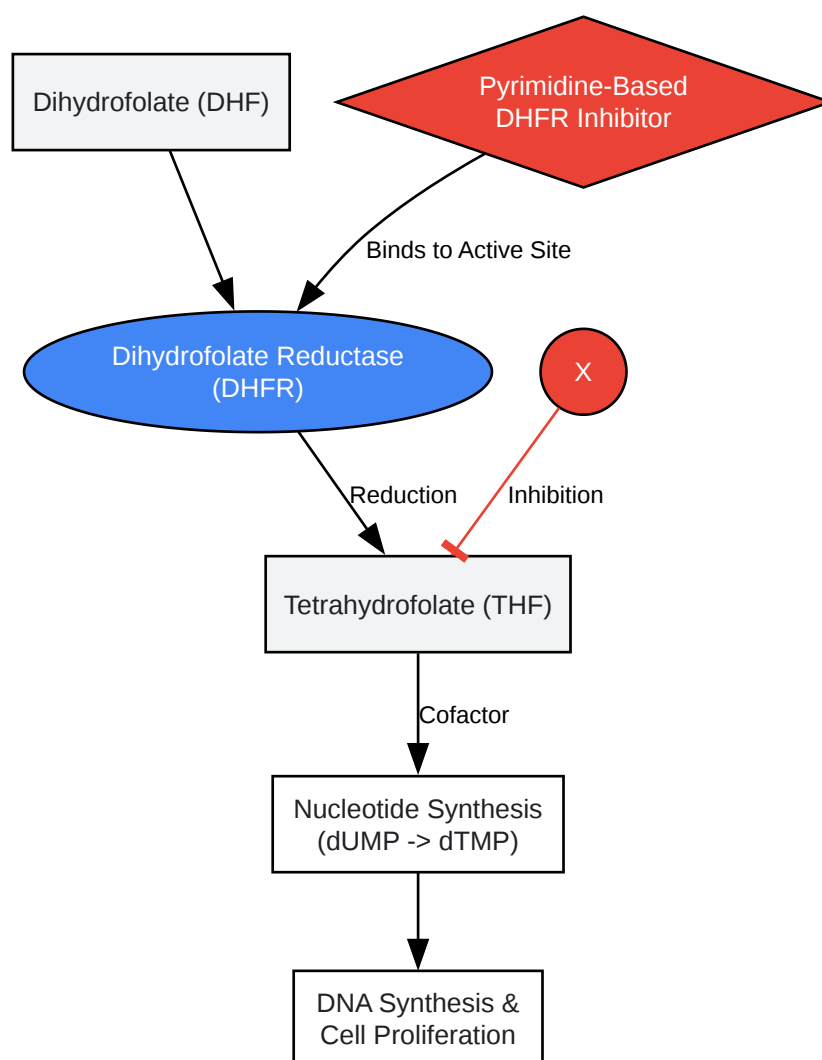 Dihydrofolate (DHF)
Pyrimidine-Based
DHFR Inhibitor
Binds to Active Site
Dihydrofolate Reductase
(DHFR)
X
Reduction
Inhibition
Tetrahydrofolate (THF)
Cofactor
Nucleotide Synthesis
(dUMP -> dTMP)
DNA Synthesis &
Cell Proliferation